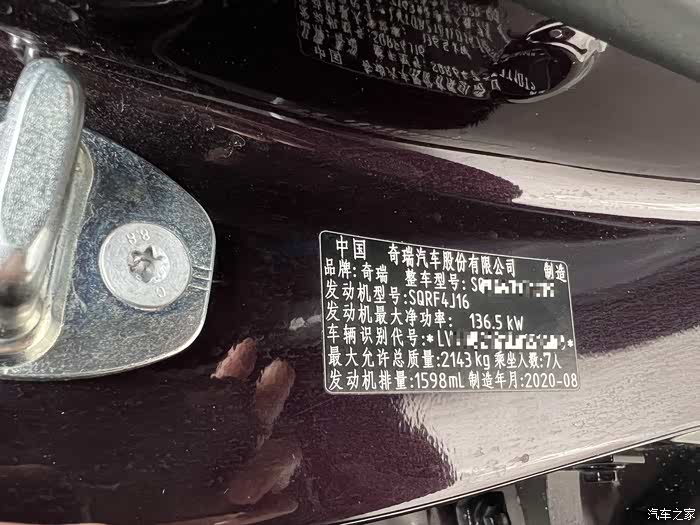 中国 奇瑞汽车股份有限公司 制造
品牌:奇瑞 整车型号:S
发动机型号:SQRF4J16
发动机最大净功率: 136.5 kW
车辆识别代号:*LV *
最大允许总质量:2143 kg 乘坐人数:7人
发动机排量:1598mL 制造年月:2020-08
8.8
汽车之家